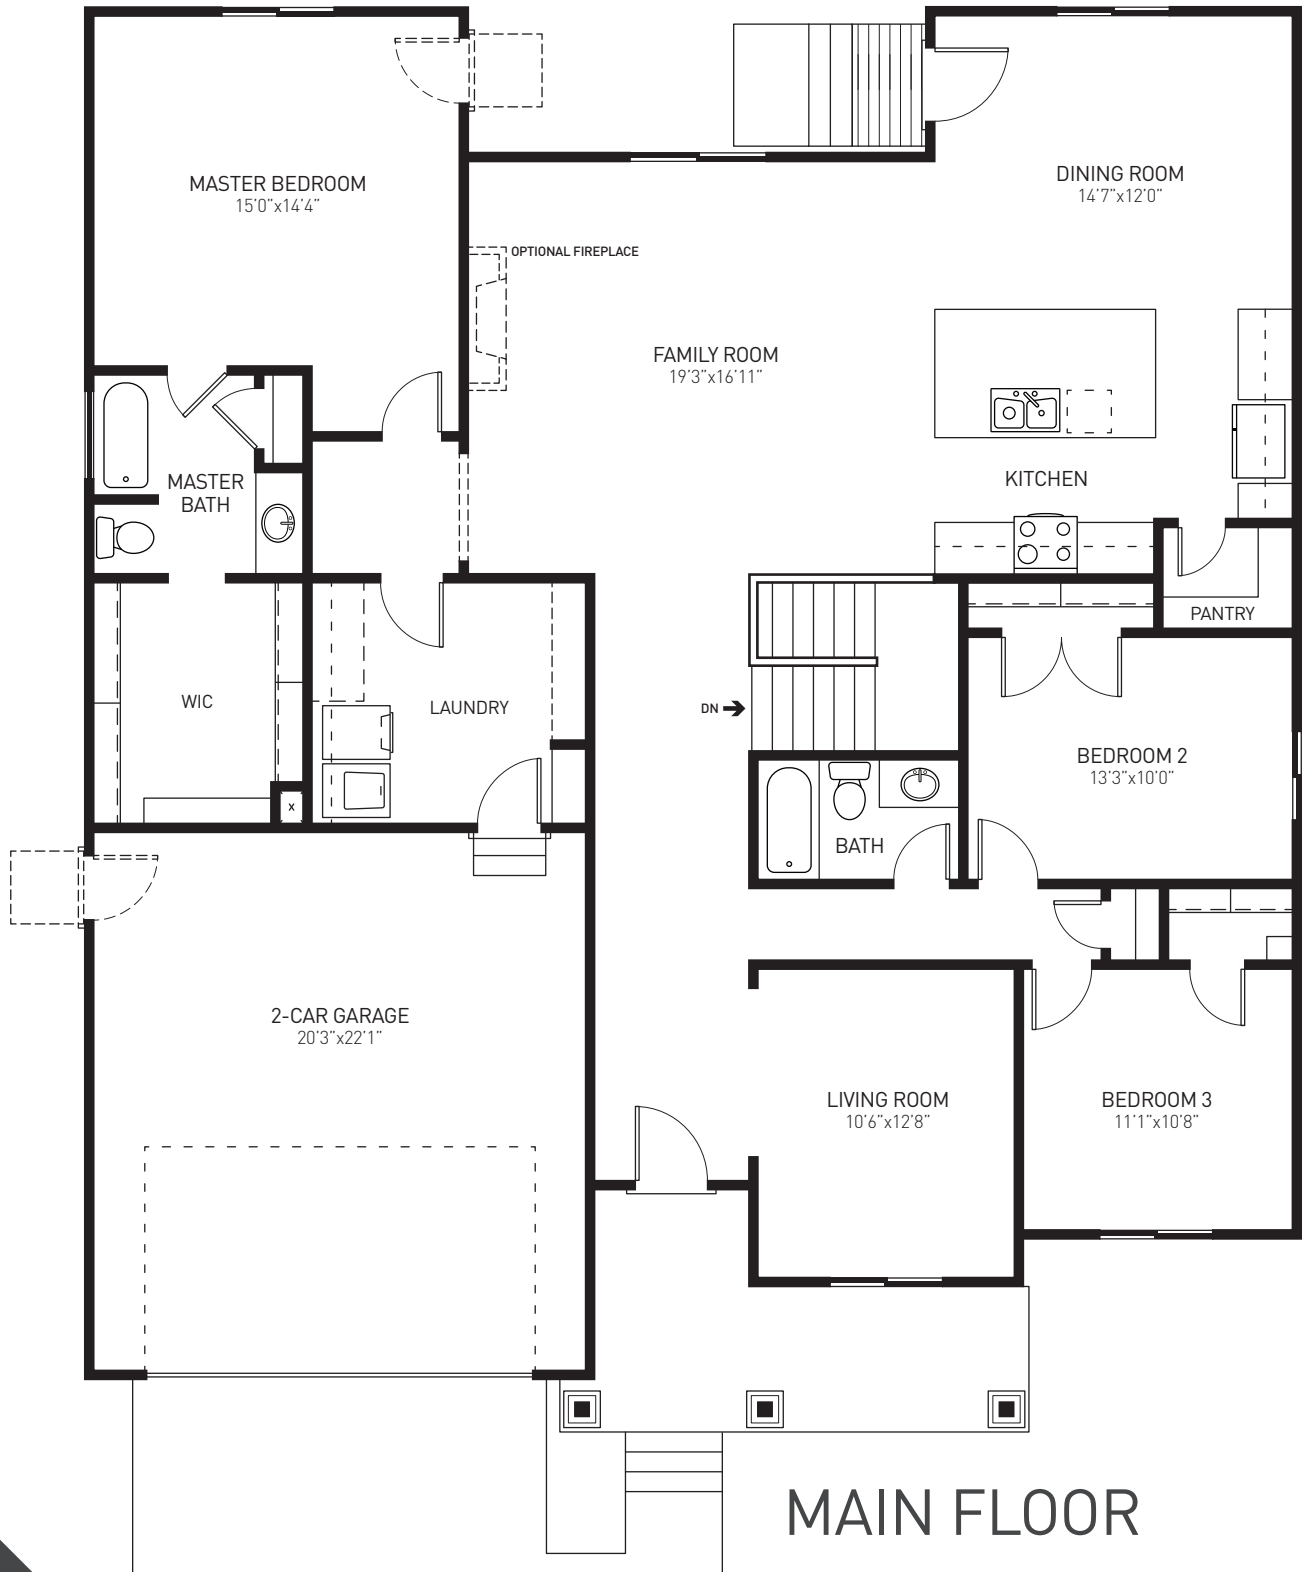 MASTER BEDROOM
15'0"x14'4"
DINING ROOM
14'7"x12'0"
OPTIONAL FIREPLACE
FAMILY ROOM
19'3"x16'11"
KITCHEN
MASTER
BATH
PANTRY
WIC
LAUNDRY
DN
BEDROOM 2
13'3"x10'0"
x
BATH
2-CAR GARAGE
20'3"x22'1"
LIVING ROOM
10'6"x12'8"
BEDROOM 3
11'1"x10'8"
MAIN FLOOR